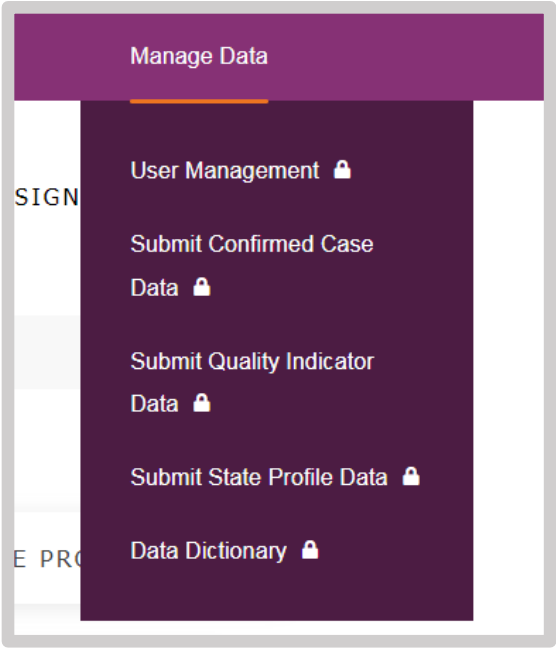 Manage Data
User Management
SIGN
Submit Confirmed Case
Data
Submit Quality Indicator
Data
Submit State Profile Data
E PRO
Data Dictionary